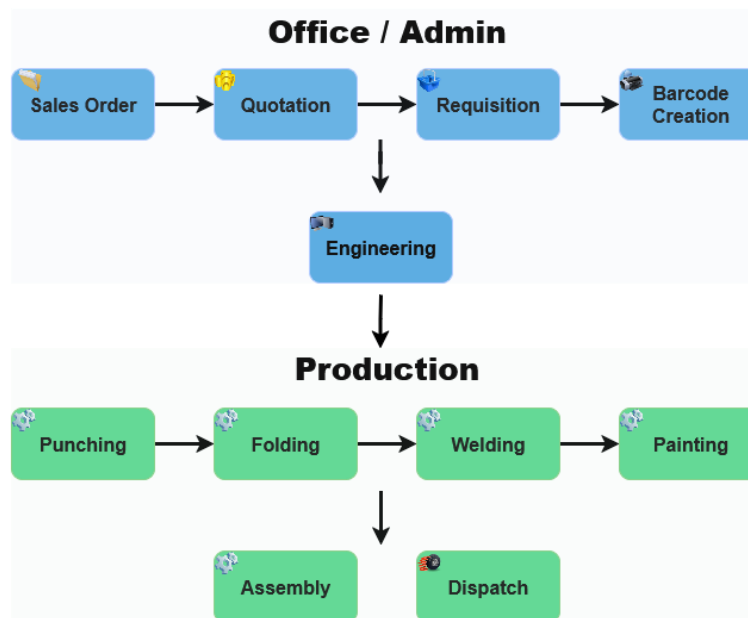 Office / Admin
Sales Order
Quotation
Requisition
Barcode
Creation
Engineering
Production
Punching
Folding
Welding
Painting
Assembly
Dispatch